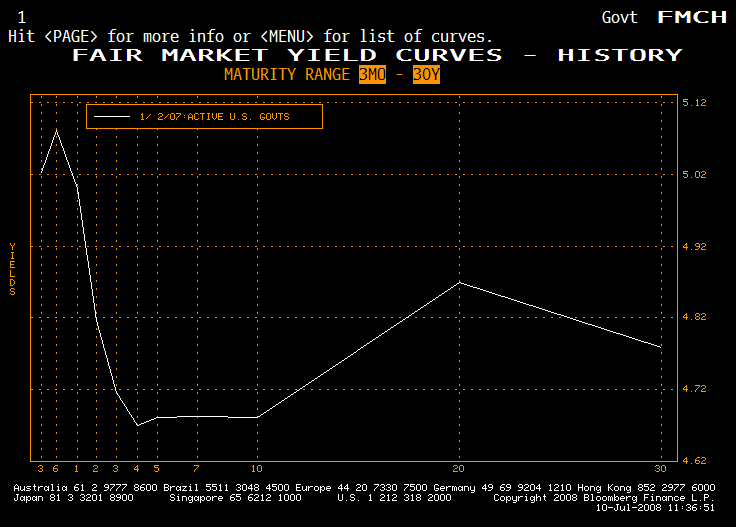 1 Govt FMCH
Hit <PAGE> for more info or <MENU> for list of curves.
FAIR MARKET YIELD CURVES - HISTORY
MATURITY RANGE 3MO - 30Y
1/ 2/07:ACTIVE U.S. GOVTS
5.12
5.02
4.92
4.82
4.72
4.62
YIELDS
3 6 1 2 3 4 5 7 10 20 30
Australia 61 2 9777 8600 Brazil 5511 3048 4500 Europe 44 20 7330 7500 Germany 49 69 9204 1210 Hong Kong 852 2977 6000
Japan 81 3 3201 8900 Singapore 65 6212 1000 U.S. 1 212 318 2000 Copyright 2008 Bloomberg Finance L.P.
10-Jul-2008 11:36:51